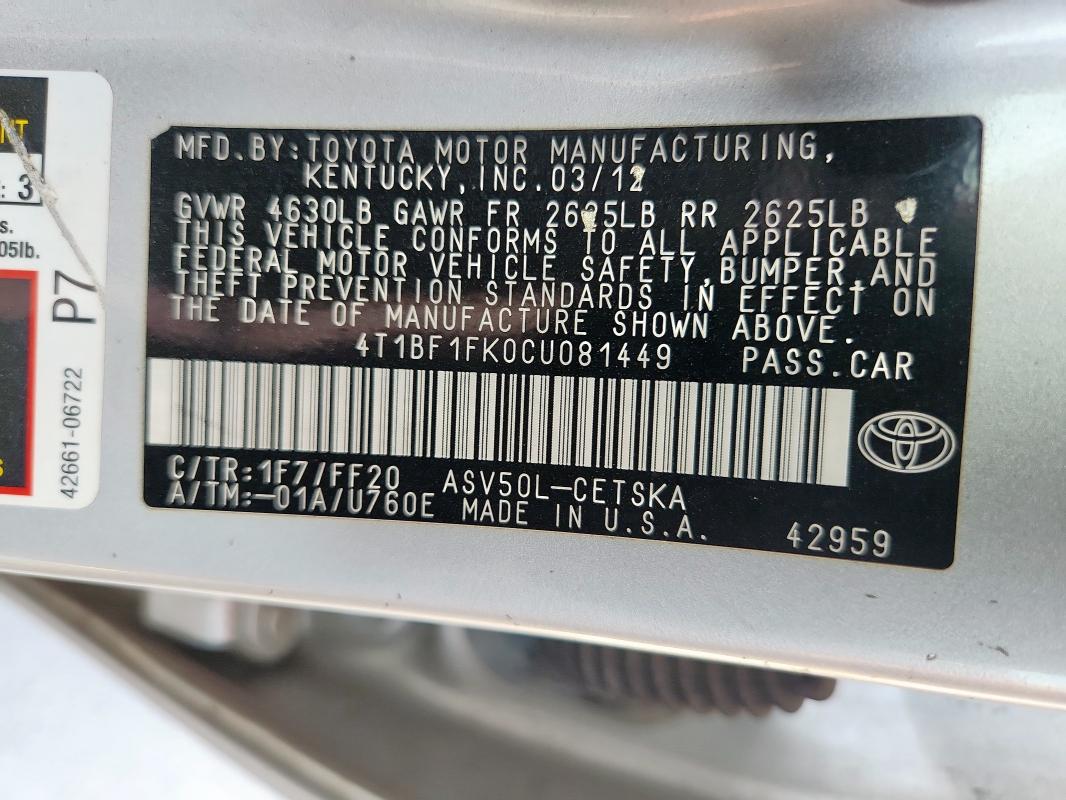 MFD.BY:TOYOTA MOTOR MANUFACTURING,
KENTUCKY,INC.03/12
GVWR 4630LB GAWR FR 2625LB RR 2625LB
THIS VEHICLE CONFORMS TO ALL APPLICABLE
FEDERAL MOTOR VEHICLE SAFETY,BUMPER,AND
THEFT PREVENTION STANDARDS IN EFFECT ON
THE DATE OF MANUFACTURE SHOWN ABOVE.
4T1BF1FK0CU081449 PASS.CAR
C/TR:1F7/FF20 ASV50L-CETSKA
A/TM:-01A/U760E MADE IN U.S.A.
42959
: 3
s.
05lb.
P7
42661-06722